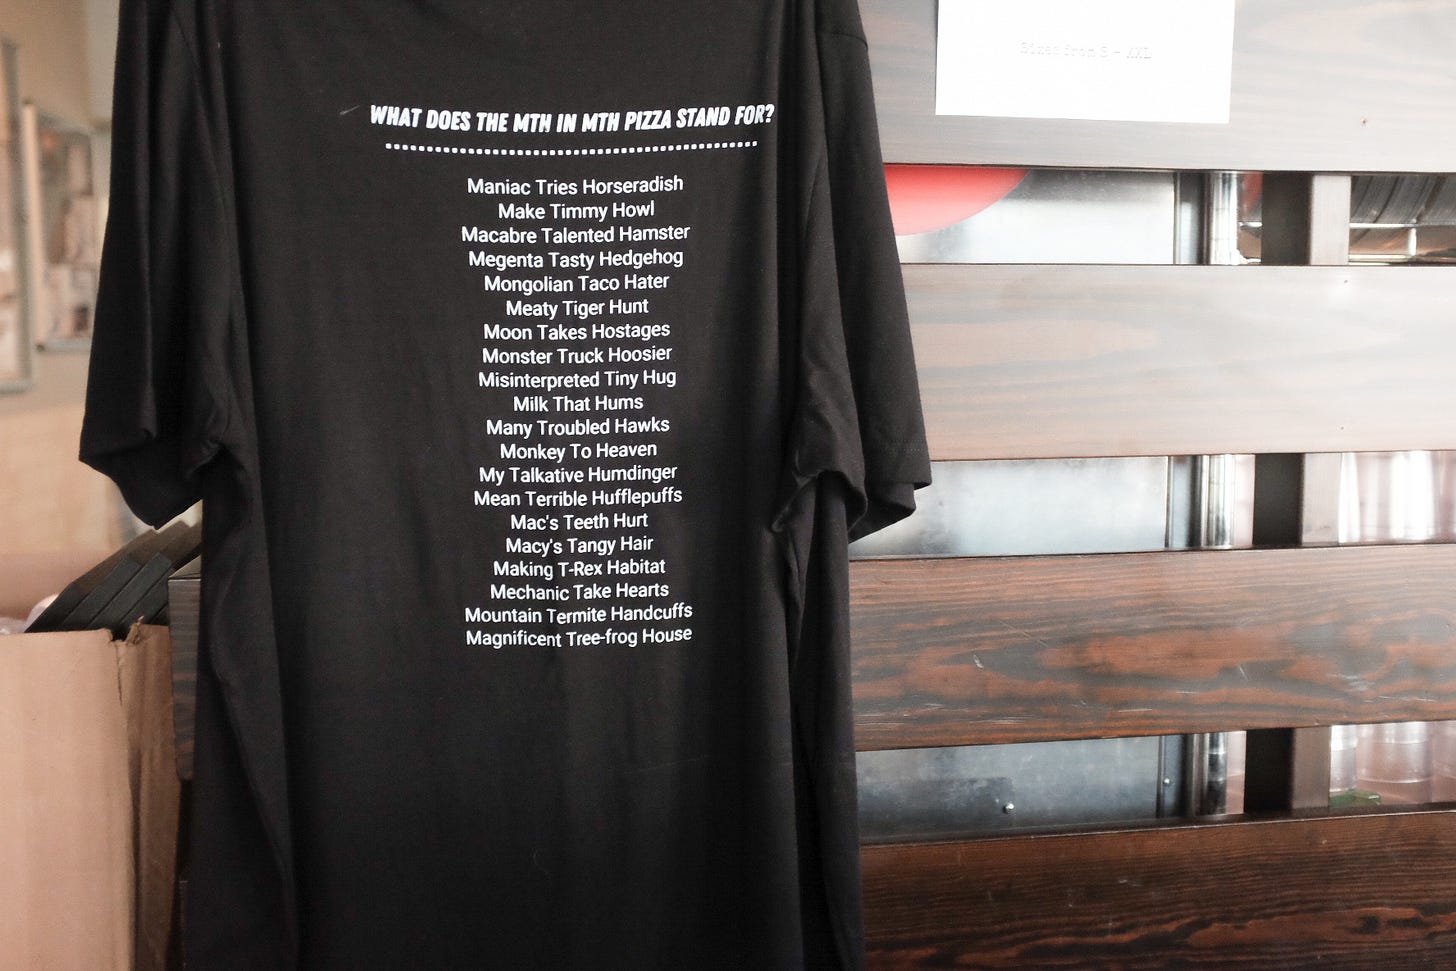 WHAT DOES THE MTH IN MTH PIZZA STAND FOR?
Maniac Tries Horseradish
Make Timmy Howl
Macabre Talented Hamster
Megenta Tasty Hedgehog
Mongolian Taco Hater
Meaty Tiger Hunt
Moon Takes Hostages
Monster Truck Hoosier
Misinterpreted Tiny Hug
Milk That Hums
Many Troubled Hawks
Monkey To Heaven
My Talkative Humdinger
Mean Terrible Hufflepuffs
Mac's Teeth Hurt
Macy's Tangy Hair
Making T-Rex Habitat
Mechanic Take Hearts
Mountain Termite Handcuffs
Magnificent Tree-frog House
Sizes from S - XXL